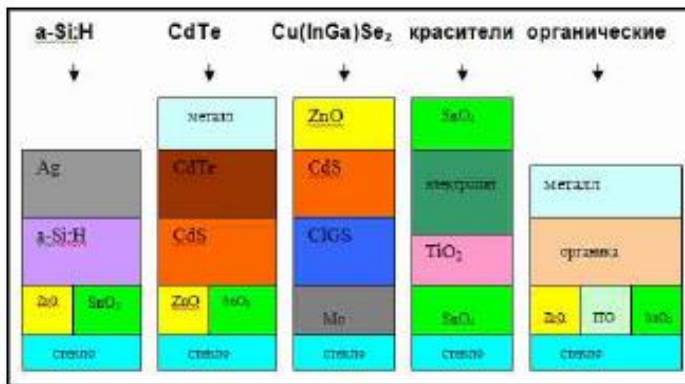 a-Si:H CdTe Cu(InGa)Se₂ красители органические
металл ZnO SnO₂
Ag CdTe CdS электролит металл
a-Si:H CdS CIGS TiO₂ органика
ZnO SnO₂ ZnO SnO₂ Mo SnO₂ ZnO ITO SnO₂
стекло стекло стекло стекло стекло